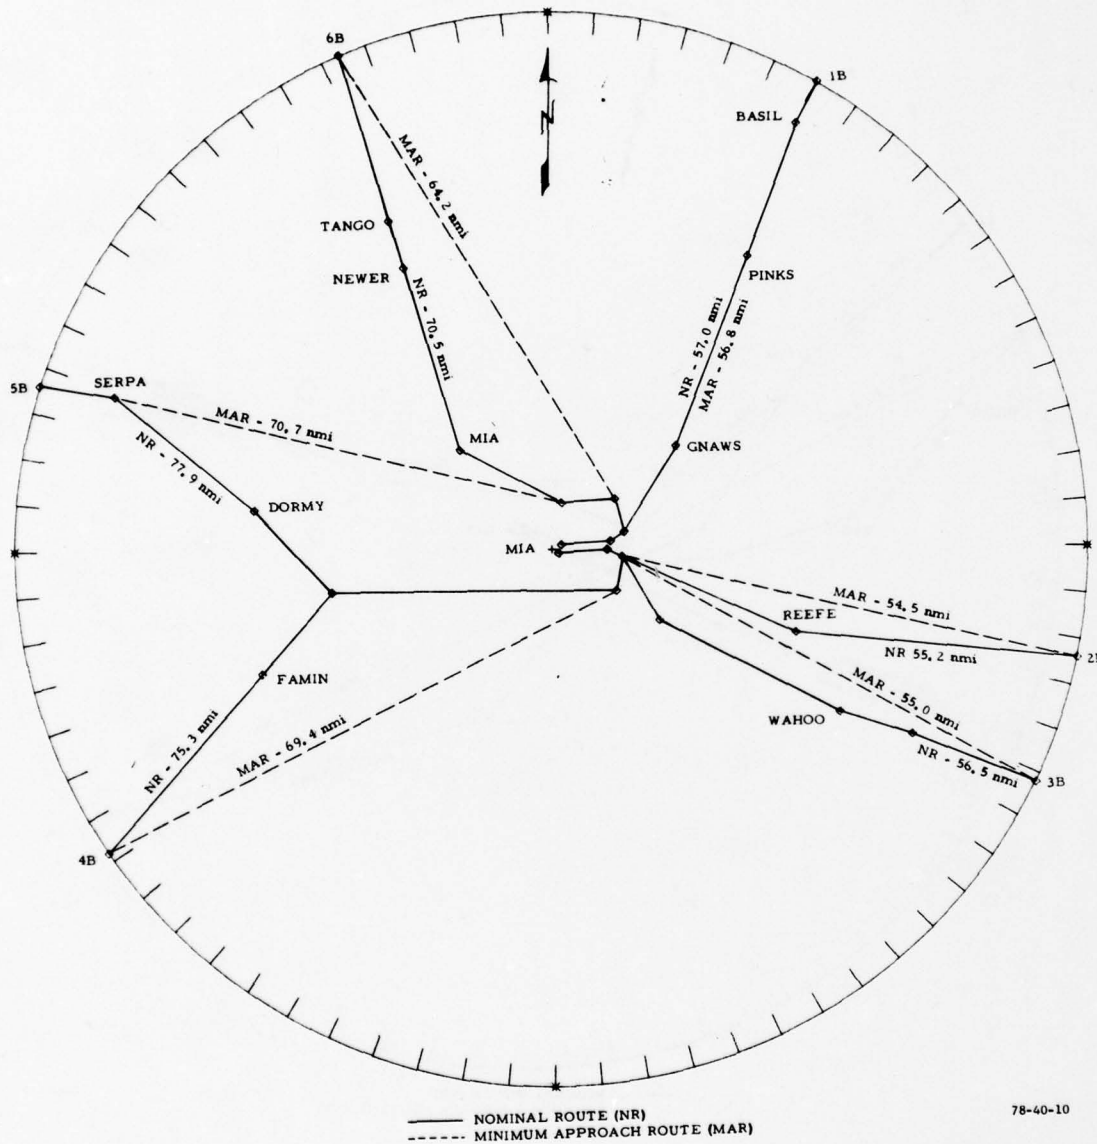 6B
1B
BASIL
N
MAR - 64.2 nmi
TANGO
NEWER
NR - 70.5 nmi
PINKS
NR - 57.0 nmi
MAR - 56.8 nmi
5B
SERPA
MAR - 70.7 nmi
NR - 77.9 nmi
MIA
GNAWS
DORMY
MIA
MAR - 54.5 nmi
REEFE
NR 55.2 nmi
FAMIN
MAR - 55.0 nmi
WAHOO
NR - 56.5 nmi
3B
NR - 75.3 nmi
MAR - 69.4 nmi
4B
NOMINAL ROUTE (NR)
MINIMUM APPROACH ROUTE (MAR)
78-40-10